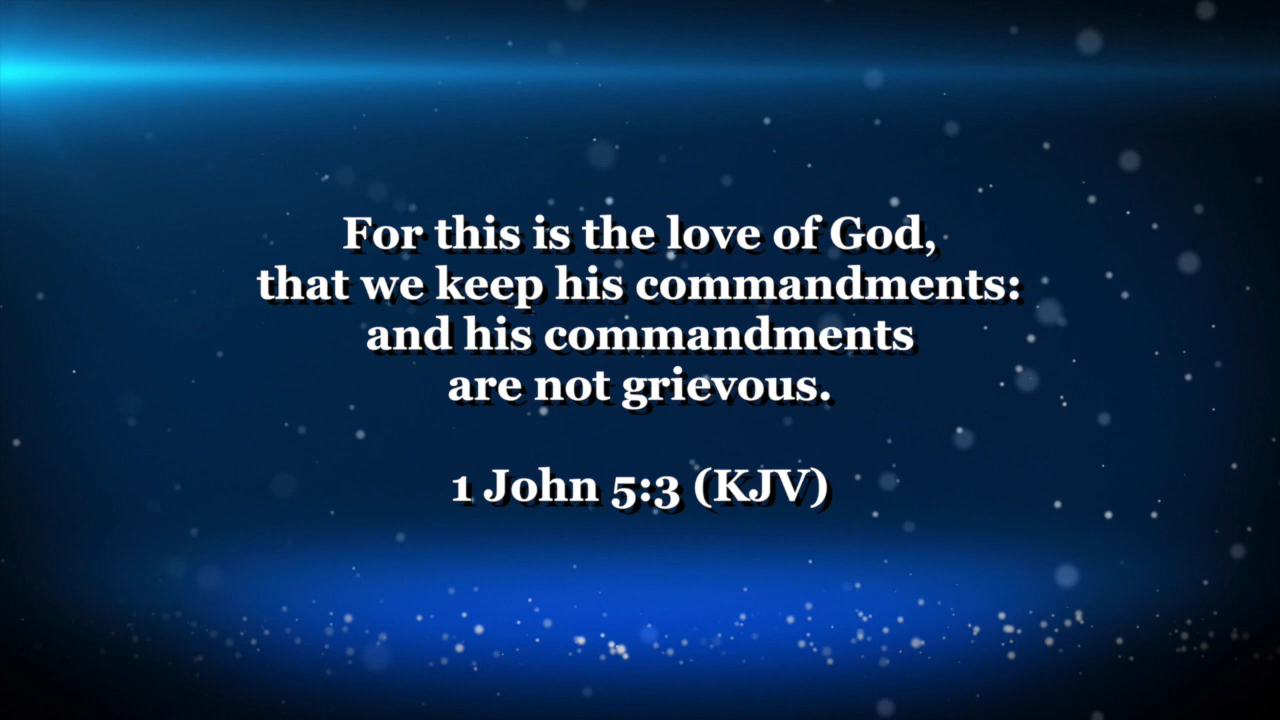 For this is the love of God,
that we keep his commandments:
and his commandments
are not grievous.
1 John 5:3 (KJV)